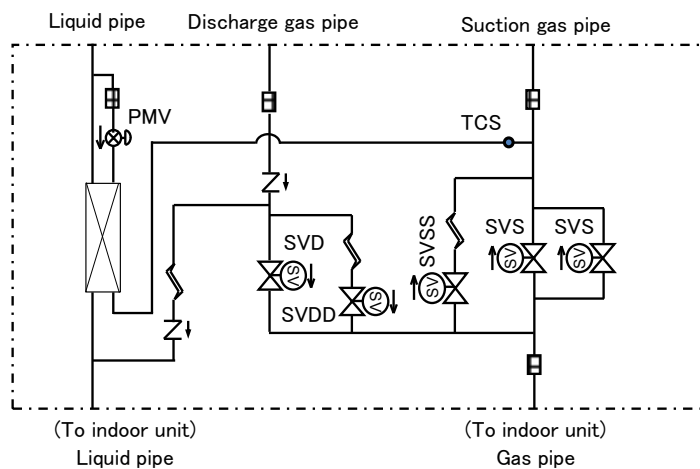 Liquid pipe
Discharge gas pipe
Suction gas pipe
PMV
TCS
SVD
SV
SVDD
SV
SVSS
SV
SVS
SV
SVS
SV
(To indoor unit)
Liquid pipe
(To indoor unit)
Gas pipe